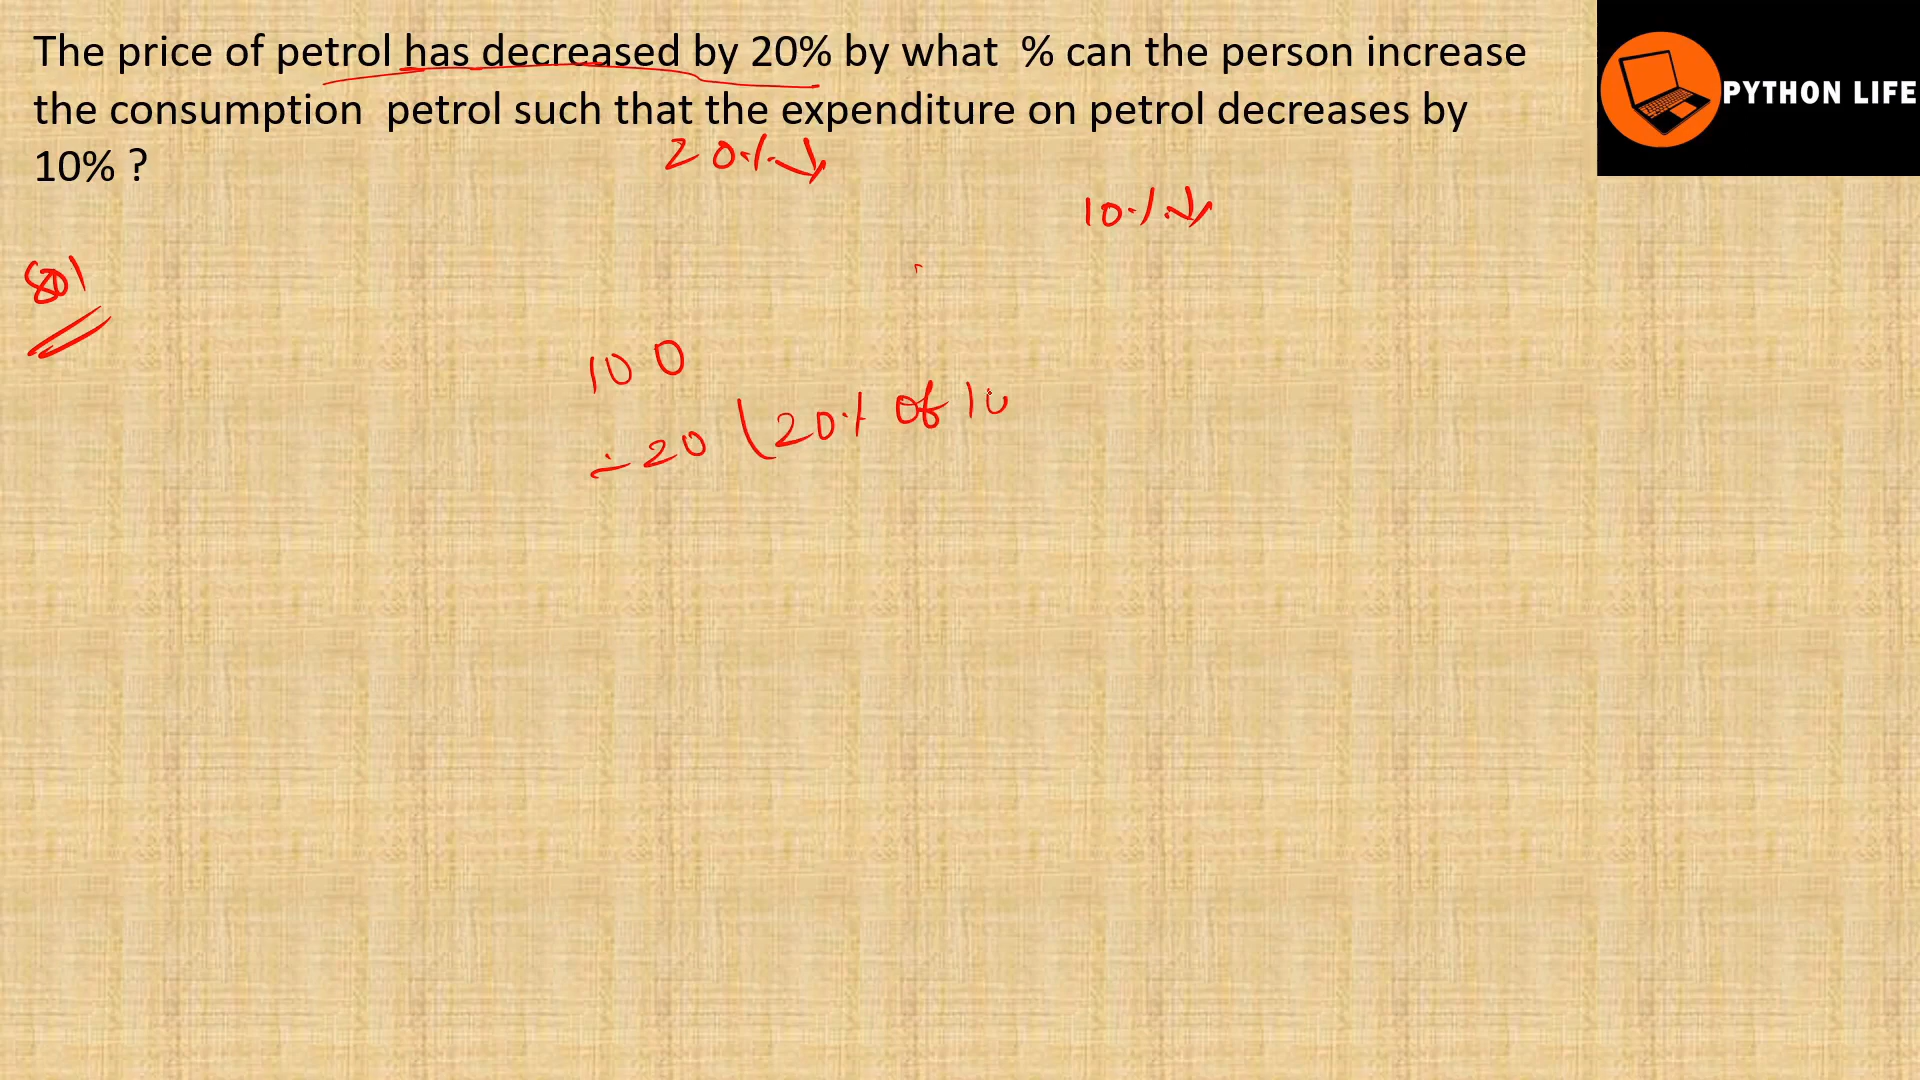 The price of petrol has decreased by 20% by what % can the person increase
the consumption petrol such that the expenditure on petrol decreases by
10% ?
PYTHON LIFE
20%
10%
Sol
100
-20 (20% of 10